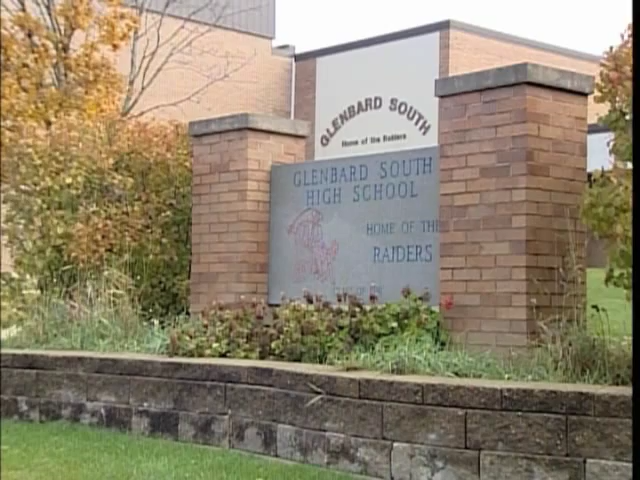 GLENBARD SOUTH
Home of the Raiders
GLENBARD SOUTH
HIGH SCHOOL
HOME OF THE
RAIDERS